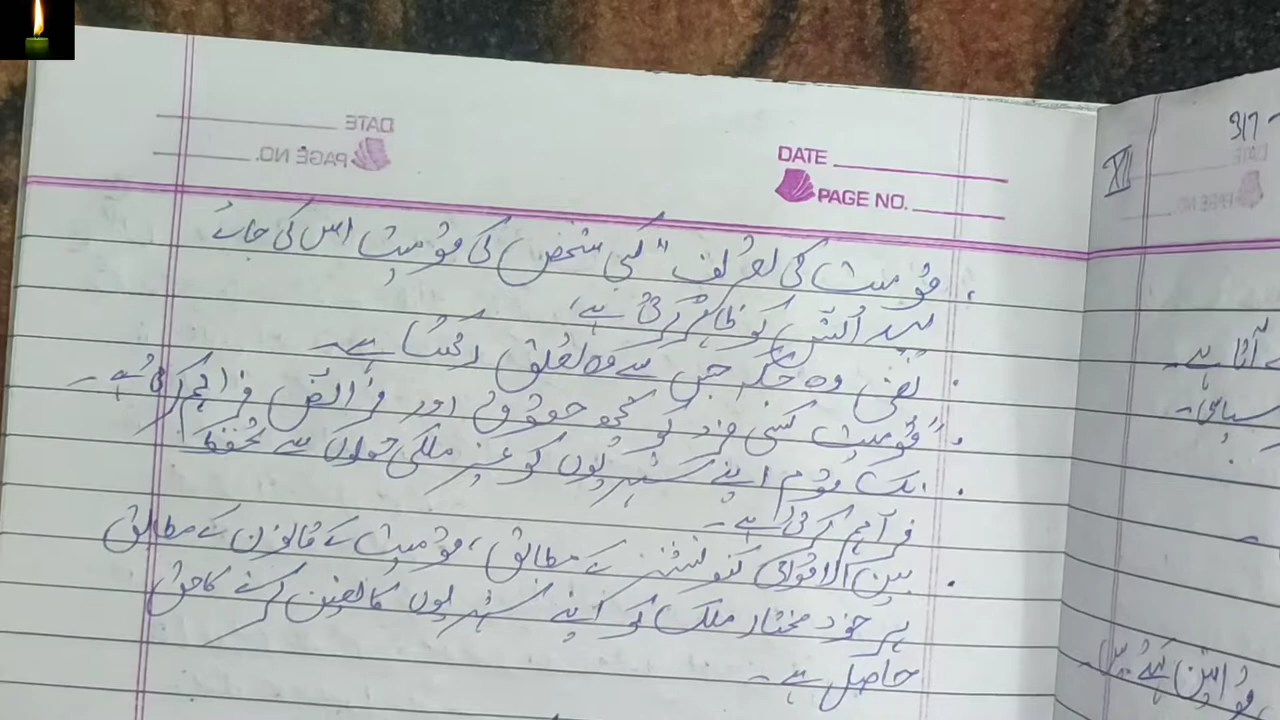 DATE
PAGE NO.
قومیت کی تعریف "کسی شخص کی قومیت اس کی جائے
پیدائش کو ظاہر کرتی ہے،
یعنی وہ جگہ جس سے وہ تعلق رکھتا ہے۔
"قومیت کسی فرد کو کچھ حقوق اور فرائض فراہم کرتی ہے۔
ایک قوم اپنے شہریوں کو غیر ملکی حملوں سے تحفظ
فراہم کرتی ہے۔
بین الاقوامی کنونشنز کے مطابق، قومیت کے قانون کے مطابق
ہر خود مختار ملک کو اپنے شہریوں کا تعین کرنے کا حق
حاصل ہے۔
XII
317